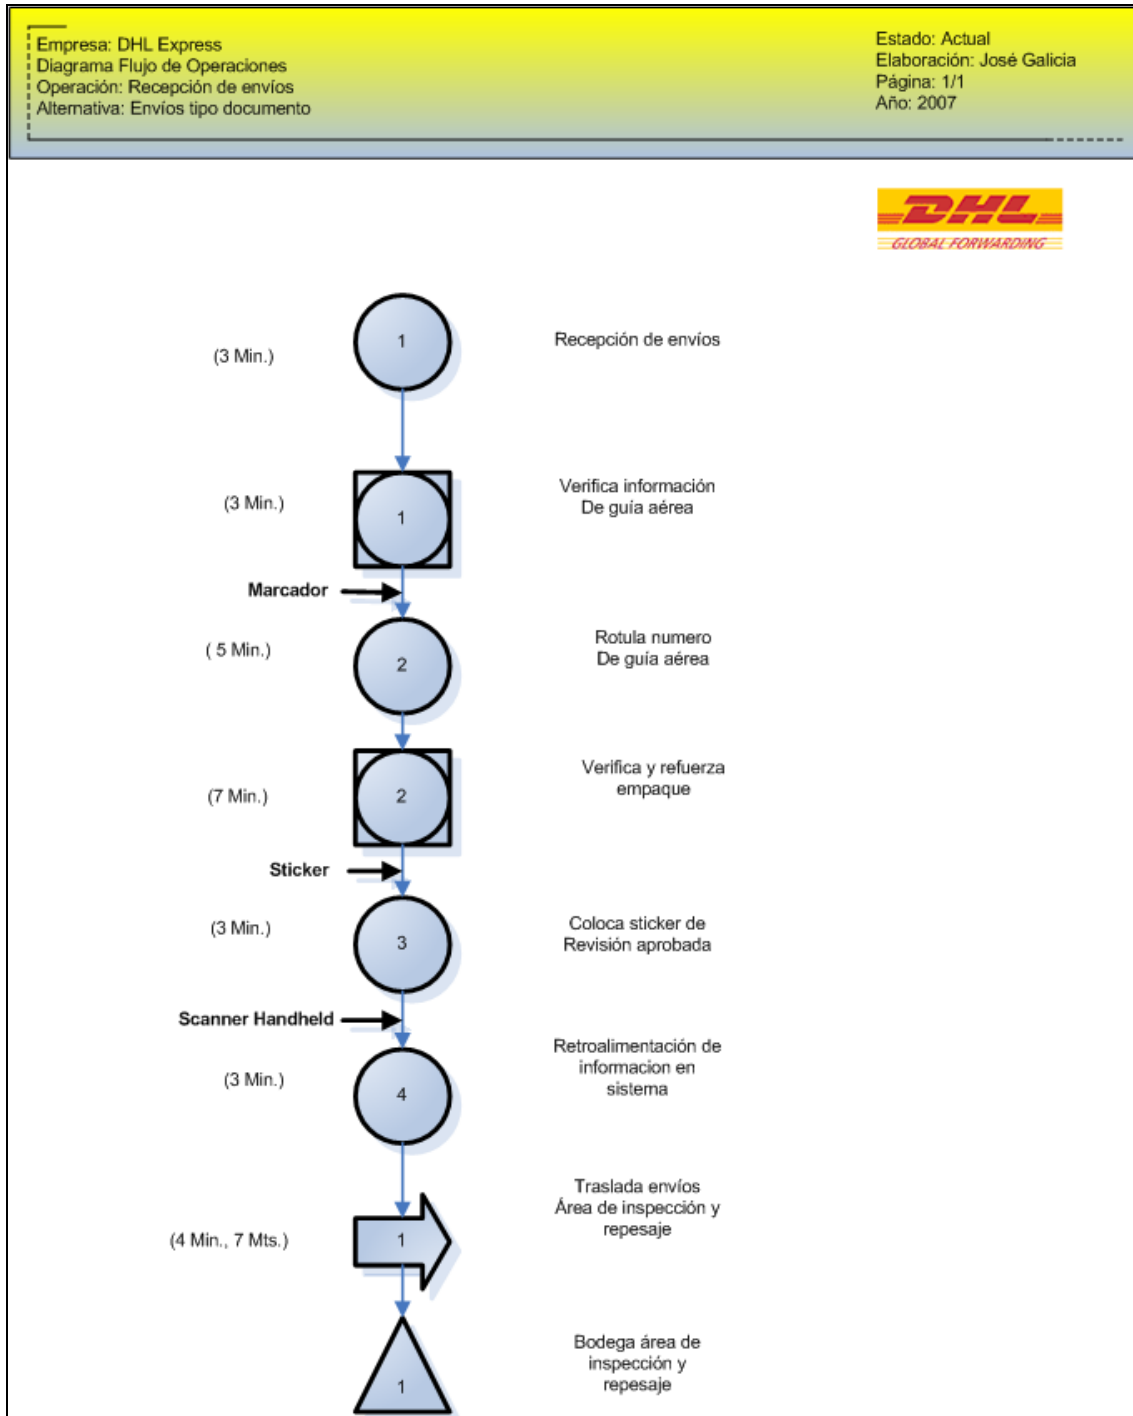 Empresa: DHL Express
Diagrama Flujo de Operaciones
Operación: Recepción de envíos
Alternativa: Envíos tipo documento
Estado: Actual
Elaboración: José Galicia
Página: 1/1
Año: 2007
DHL
GLOBAL FORWARDING
(3 Min.)
1
Recepción de envíos
(3 Min.)
1
Verifica información
De guía aérea
Marcador
( 5 Min.)
2
Rotula numero
De guía aérea
(7 Min.)
2
Verifica y refuerza
empaque
Sticker
(3 Min.)
3
Coloca sticker de
Revisión aprobada
Scanner Handheld
(3 Min.)
4
Retroalimentación de
informacion en
sistema
(4 Min., 7 Mts.)
1
Traslada envíos
Área de inspección y
repesaje
1
Bodega área de
inspección y
repesaje